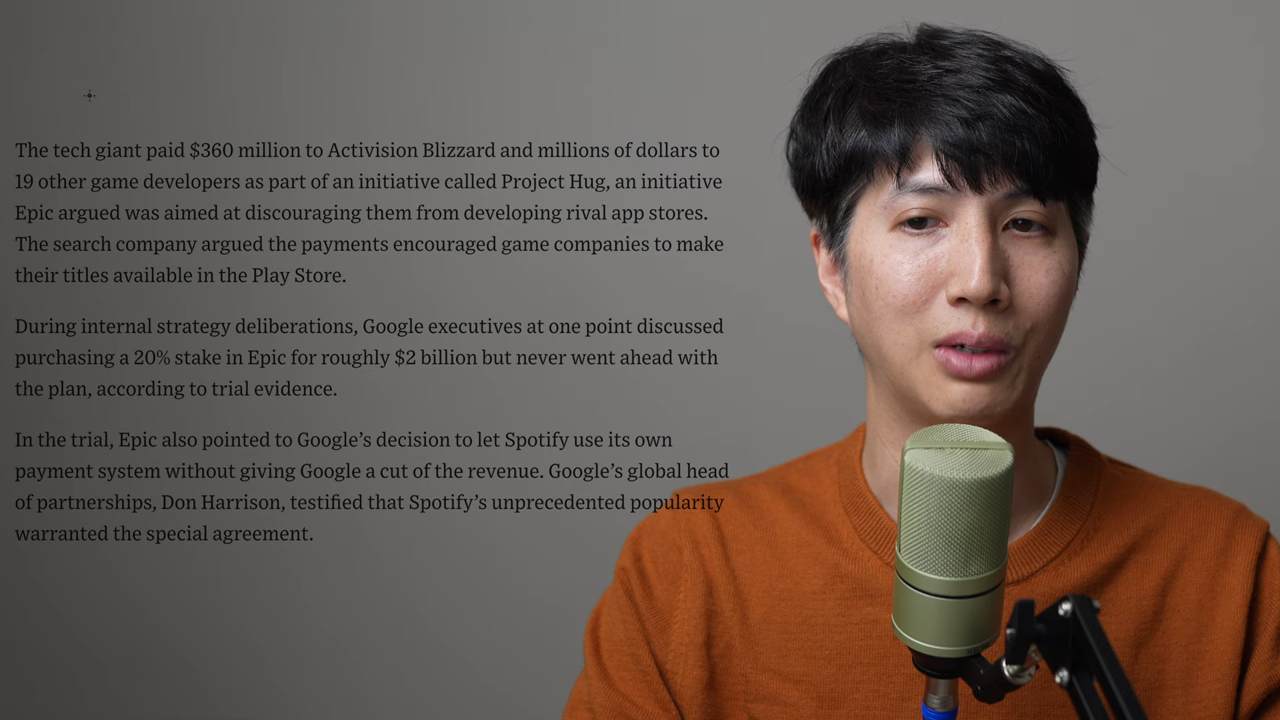 The tech giant paid $360 million to Activision Blizzard and millions of dollars to
19 other game developers as part of an initiative called Project Hug, an initiative
Epic argued was aimed at discouraging them from developing rival app stores.
The search company argued the payments encouraged game companies to make
their titles available in the Play Store.
During internal strategy deliberations, Google executives at one point discussed
purchasing a 20% stake in Epic for roughly $2 billion but never went ahead with
the plan, according to trial evidence.
In the trial, Epic also pointed to Google’s decision to let Spotify use its own
payment system without giving Google a cut of the revenue. Google’s global head
of partnerships, Don Harrison, testified that Spotify’s unprecedented popularity
warranted the special agreement.